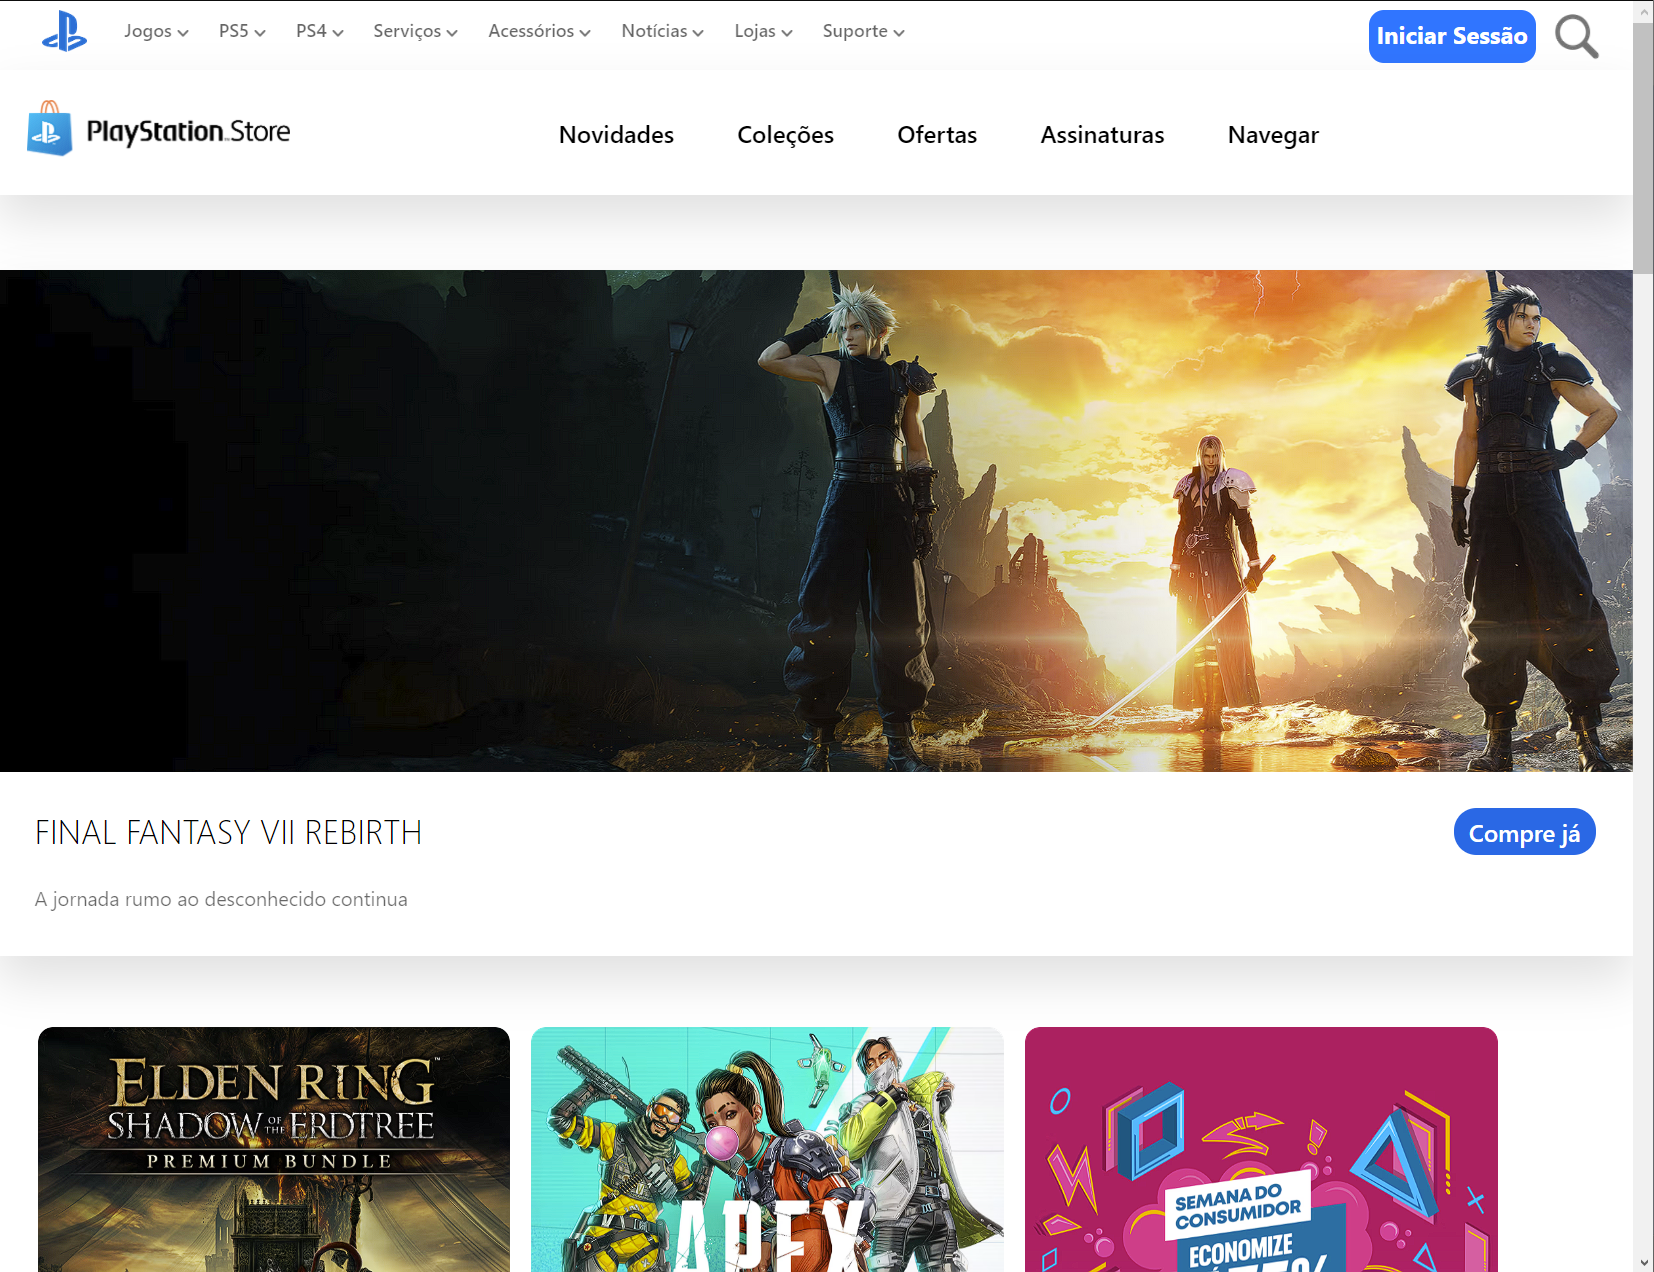 Jogos PS5 PS4 Serviços Acessórios Notícias Lojas Suporte
Iniciar Sessão
PlayStation Store
Novidades Coleções Ofertas Assinaturas Navegar
FINAL FANTASY VII REBIRTH
Compre já
A jornada rumo ao desconhecido continua
ELDEN RING™
SHADOW OF THE ERDTREE
PREMIUM BUNDLE
APEX
SEMANA DO
CONSUMIDOR
ECONOMIZE